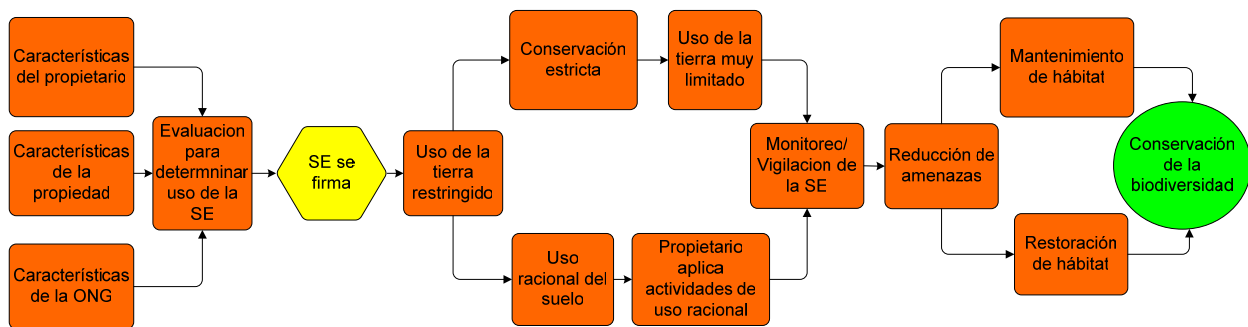 Características
del propietario
Características
de la
propiedad
Características
de la ONG
Evaluacion
para
determninar
uso de la
SE
SE se
firma
Uso de la
tierra
restringido
Conservación
estricta
Uso de la
tierra muy
limitado
Uso
racional del
suelo
Propietario
aplica
actividades de
uso racional
Monitoreo/
Vigilacion de
la SE
Reducción de
amenazas
Mantenimiento
de hábitat
Restoración
de hábitat
Conservación
de la
biodiversidad